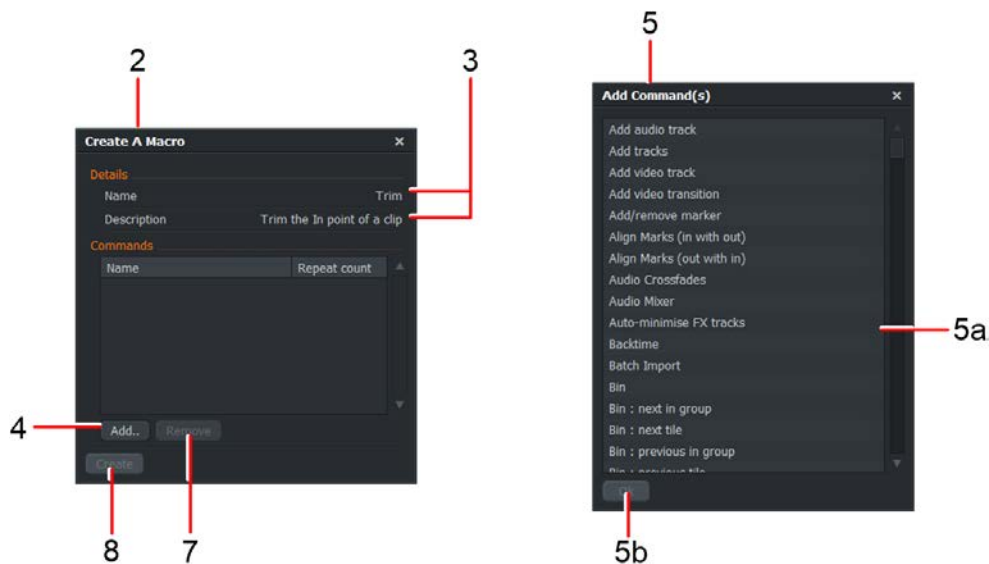 2
3
5
Create A Macro
Details
Name Trim
Description Trim the In point of a clip
Commands
Name Repeat count
4
Add.. Remove
Create
8
7
Add Command(s)
Add audio track
Add tracks
Add video track
Add video transition
Add/remove marker
Align Marks (in with out)
Align Marks (out with in)
Audio Crossfades
Audio Mixer
Auto-minimise FX tracks
5a
Backtime
Batch Import
Bin
Bin : next in group
Bin : next tile
Bin : previous in group
Bin : previous tile
5b